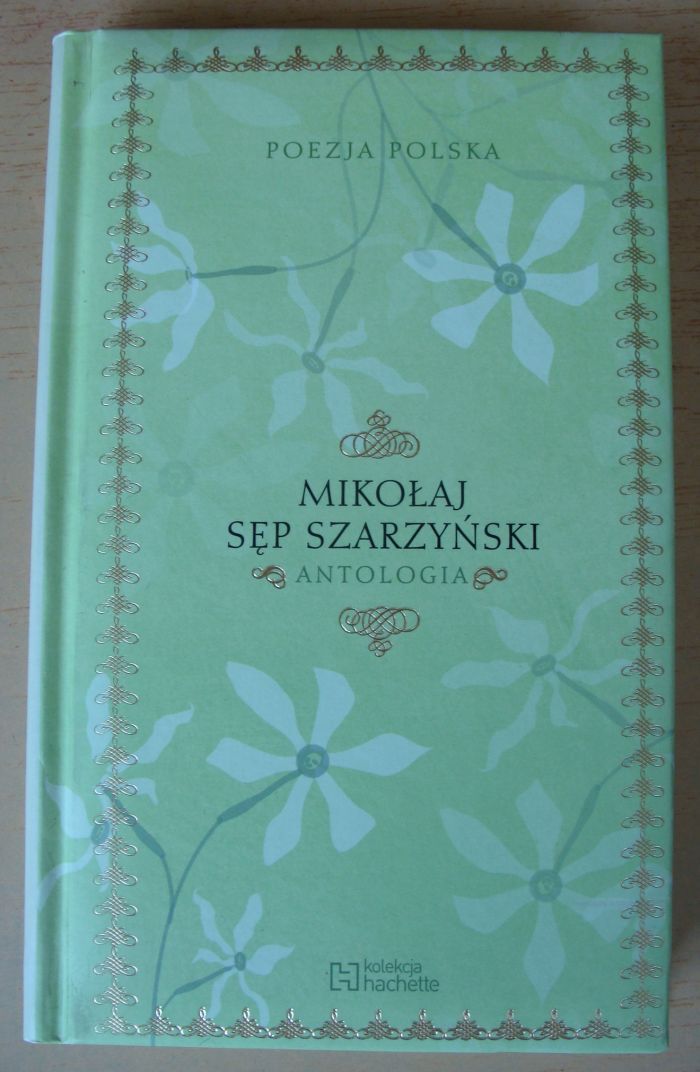 POEZJA POLSKA
MIKOŁAJ
SĘP SZARZYŃSKI
ANTOLOGIA
kolekcja
hachette